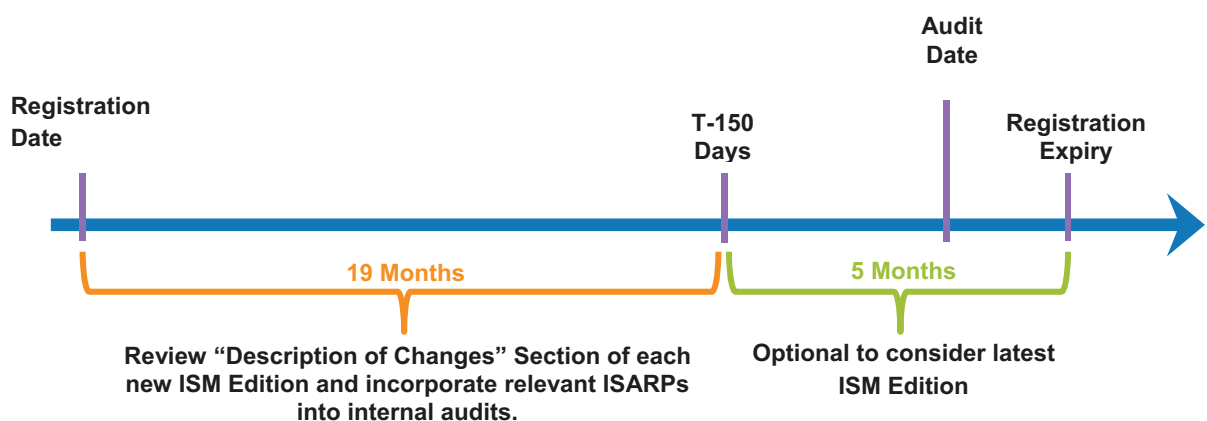 Registration
Date
T-150
Days
Audit
Date
Registration
Expiry
19 Months
5 Months
Review “Description of Changes” Section of each
new ISM Edition and incorporate relevant ISARPs
into internal audits.
Optional to consider latest
ISM Edition